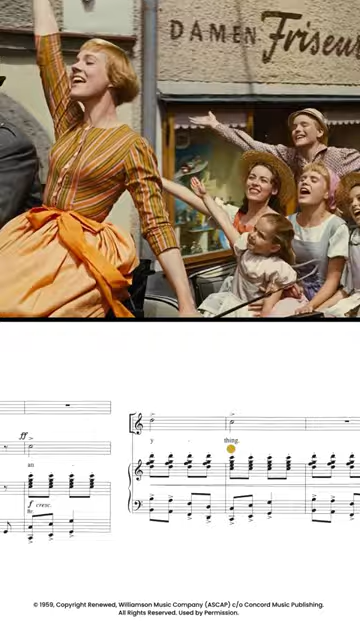 DAMEN Friseur
ff
an -
y - thing.
f cresc.
© 1959, Copyright Renewed, Williamson Music Company (ASCAP) c/o Concord Music Publishing.
All Rights Reserved. Used by Permission.